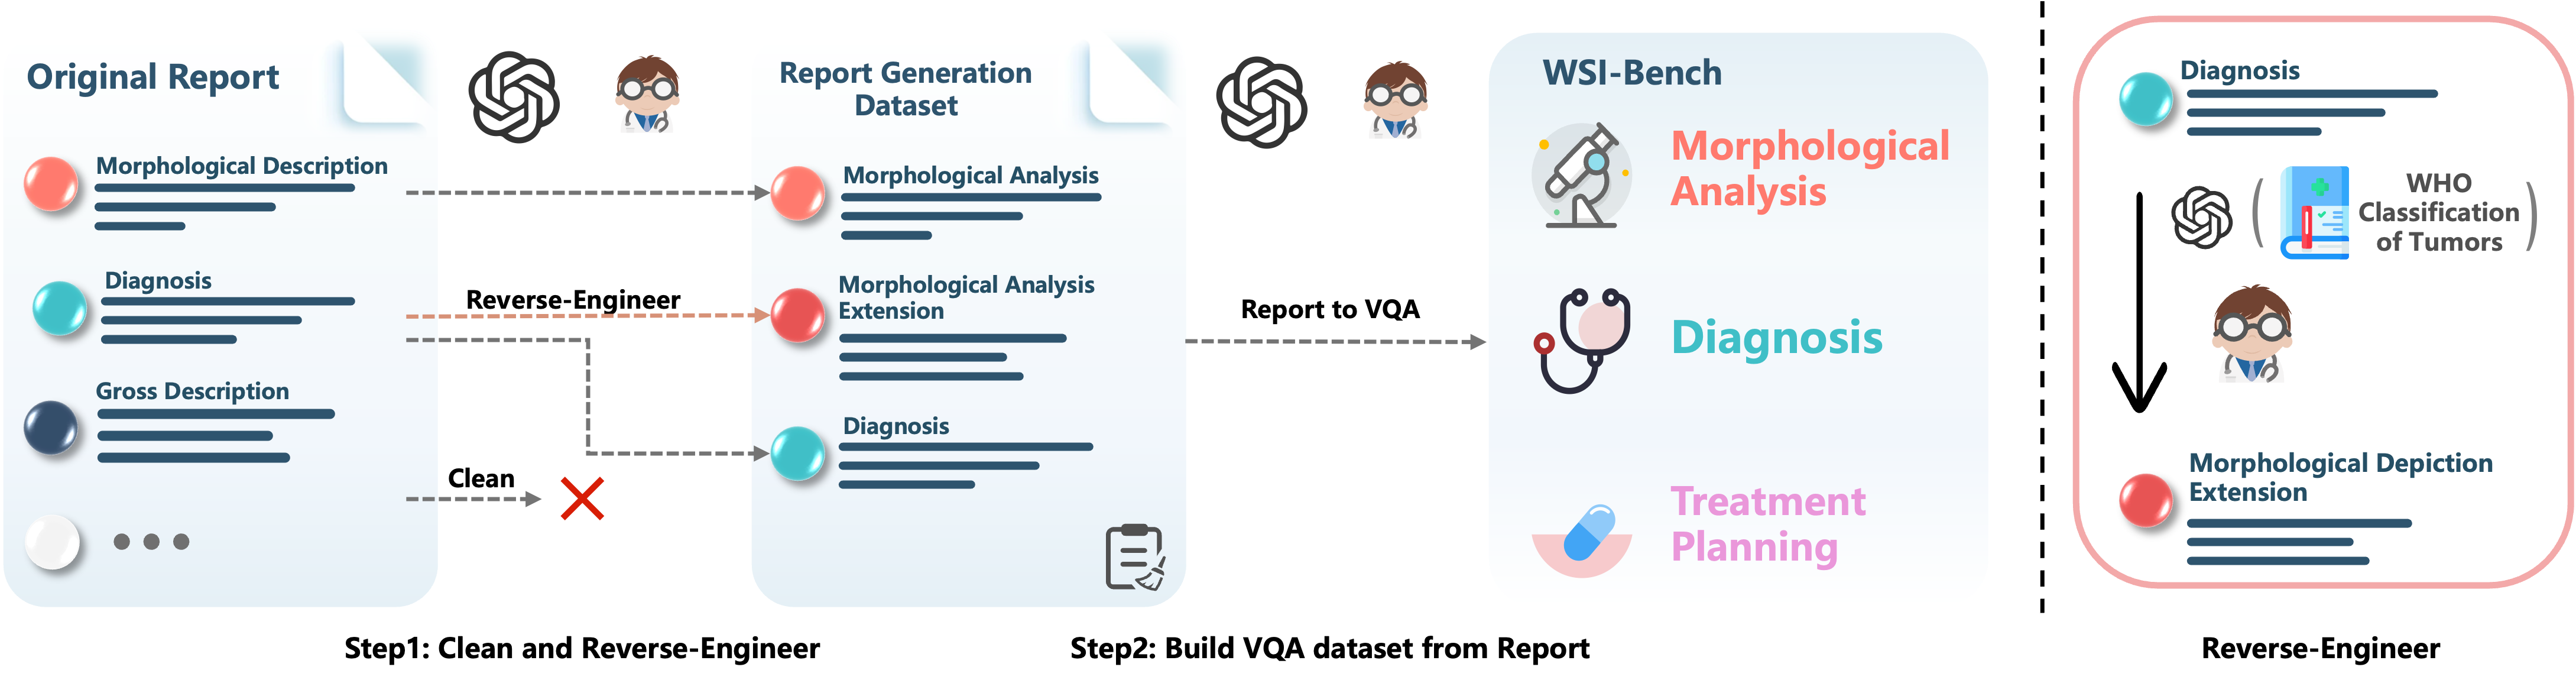 Original Report
Morphological Description
Diagnosis
Gross Description
Reverse-Engineer
Clean
Report Generation
Dataset
Morphological Analysis
Morphological Analysis
Extension
Diagnosis
Report to VQA
WSI-Bench
Morphological
Analysis
Diagnosis
Treatment
Planning
Diagnosis
( WHO
Classification
of Tumors )
Morphological Depiction
Extension
Step1: Clean and Reverse-Engineer
Step2: Build VQA dataset from Report
Reverse-Engineer